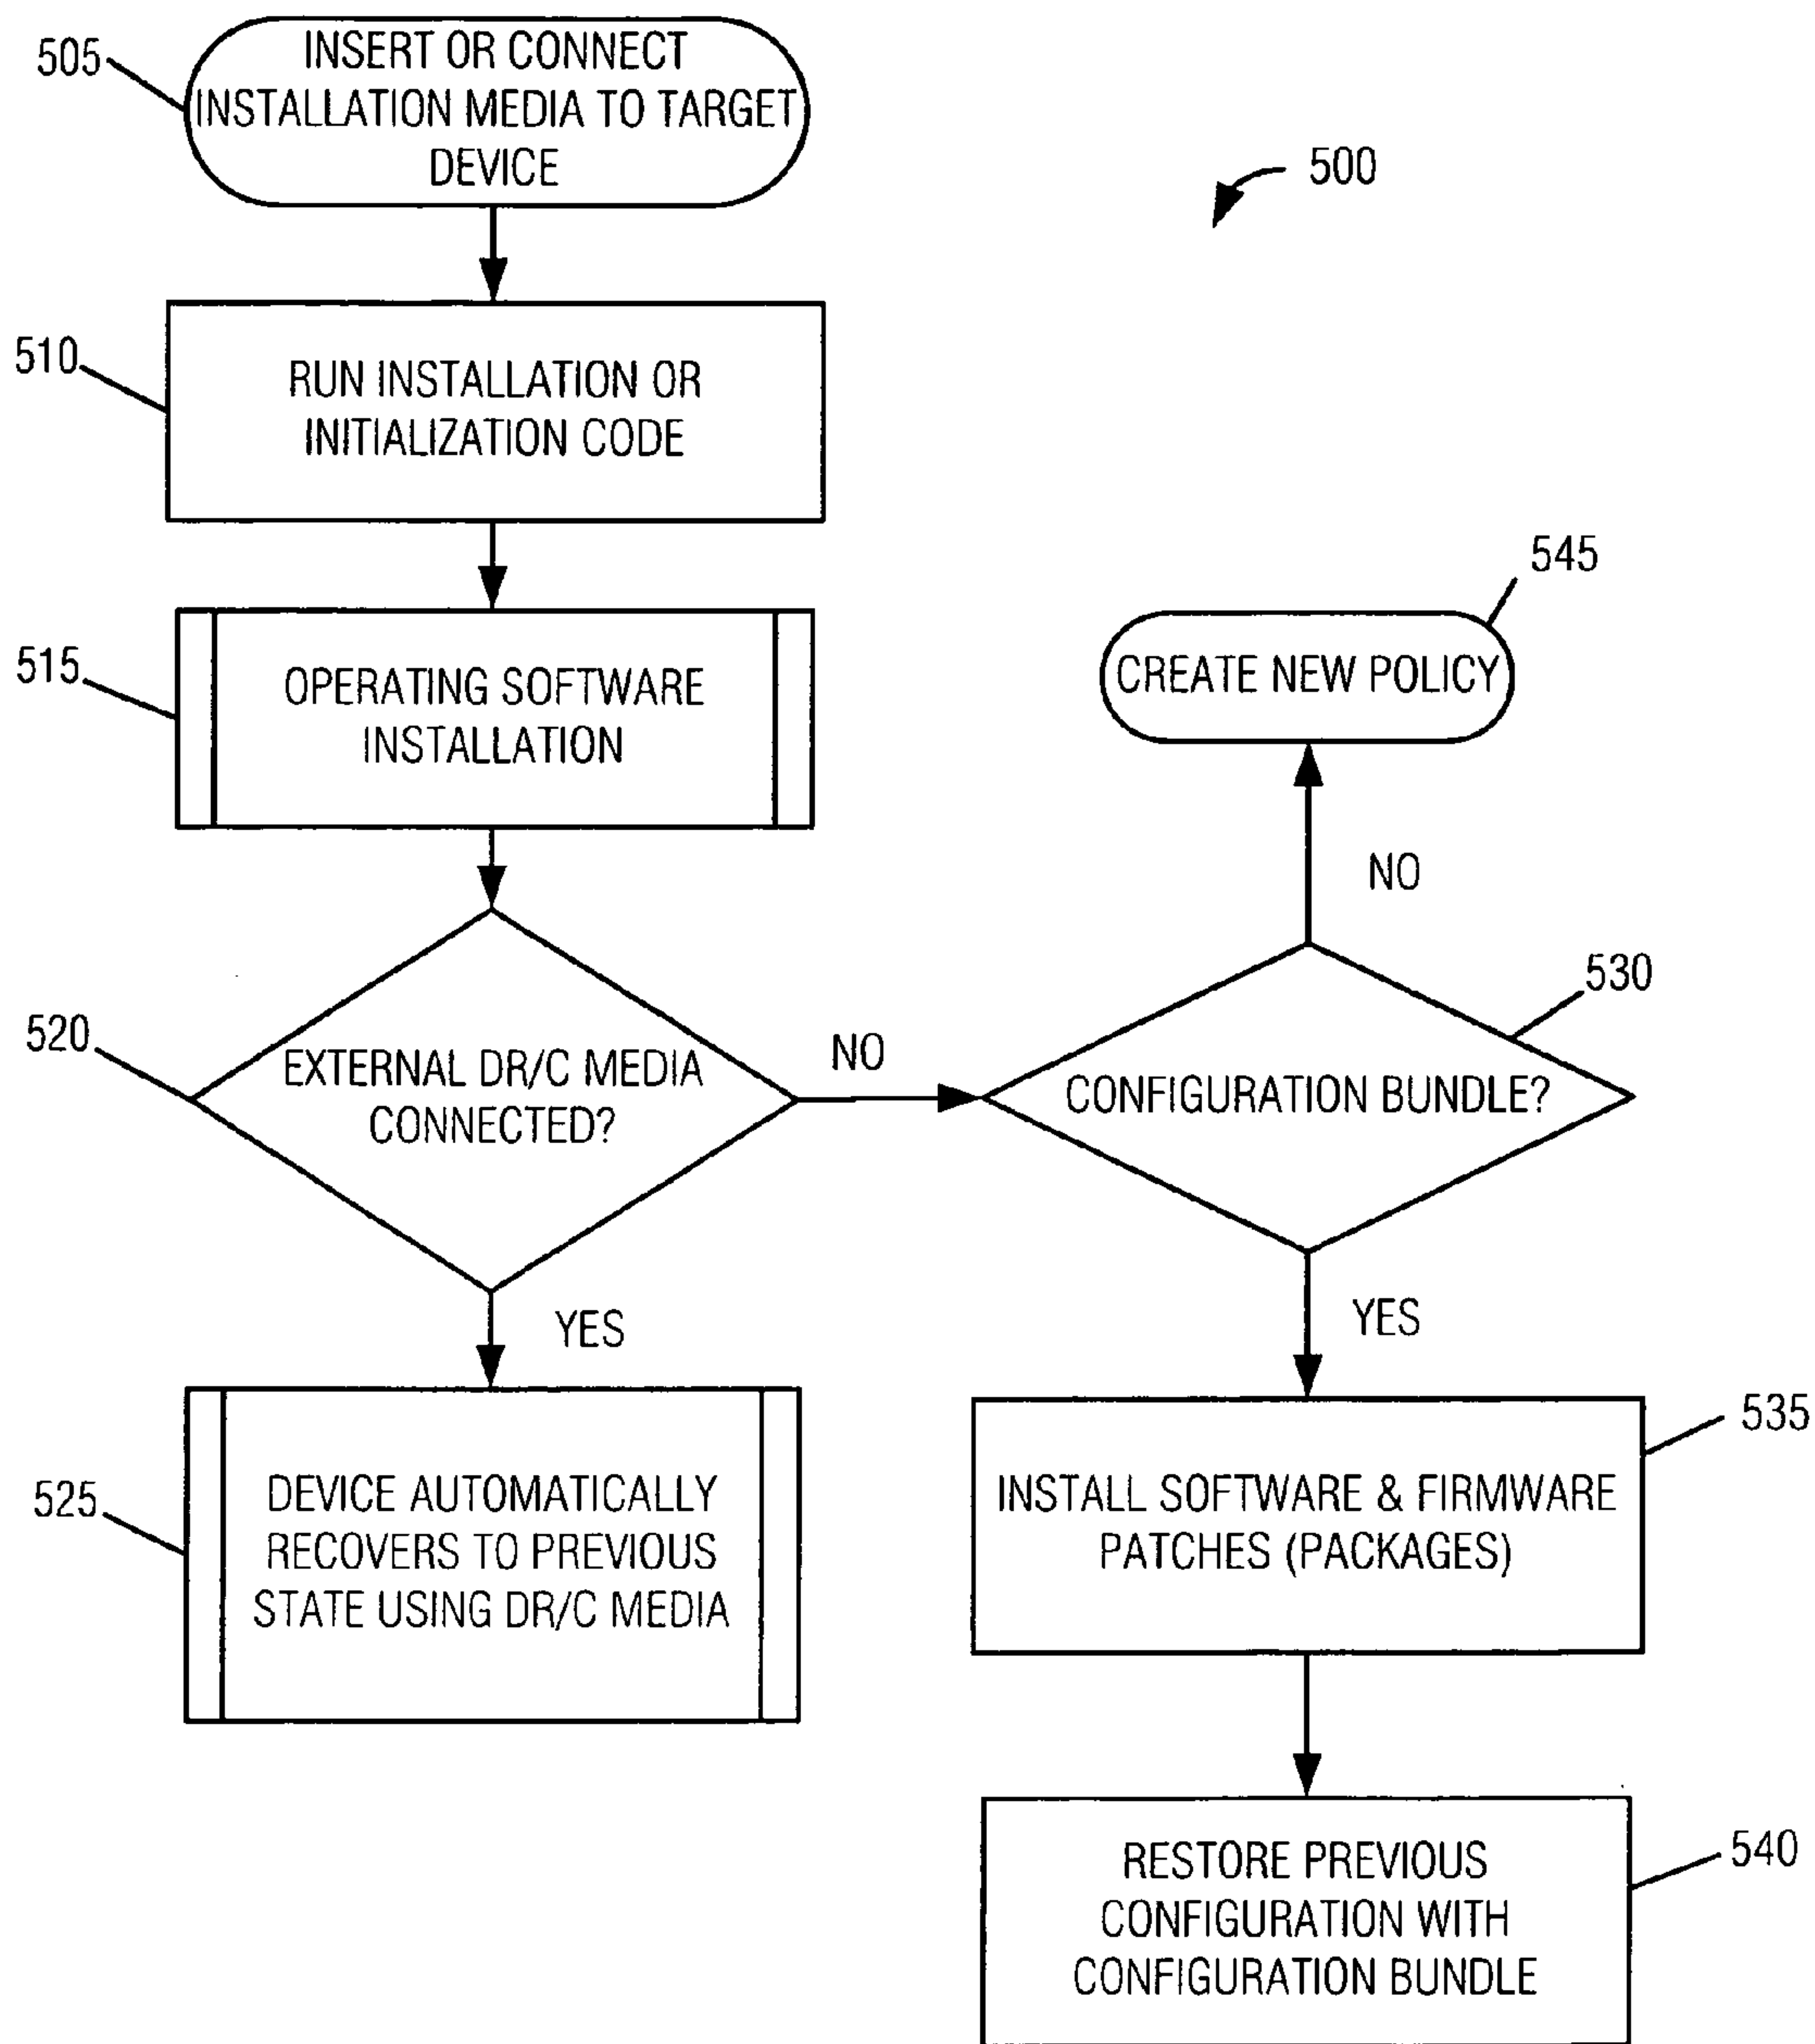 505
INSERT OR CONNECT
INSTALLATION MEDIA TO TARGET
DEVICE
500
510
RUN INSTALLATION OR
INITIALIZATION CODE
515
OPERATING SOFTWARE
INSTALLATION
545
CREATE NEW POLICY
NO
520
EXTERNAL DR/C MEDIA
CONNECTED?
NO
530
CONFIGURATION BUNDLE?
YES
YES
525
DEVICE AUTOMATICALLY
RECOVERS TO PREVIOUS
STATE USING DR/C MEDIA
535
INSTALL SOFTWARE & FIRMWARE
PATCHES (PACKAGES)
540
RESTORE PREVIOUS
CONFIGURATION WITH
CONFIGURATION BUNDLE